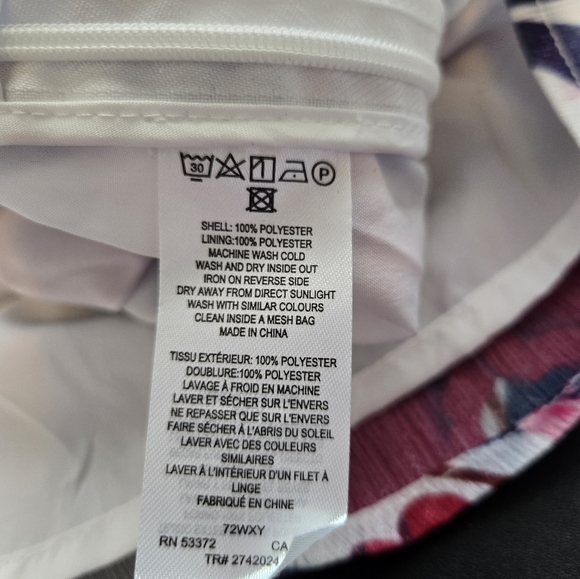 30 P
SHELL: 100% POLYESTER
LINING:100% POLYESTER
MACHINE WASH COLD
WASH AND DRY INSIDE OUT
IRON ON REVERSE SIDE
DRY AWAY FROM DIRECT SUNLIGHT
WASH WITH SIMILAR COLOURS
CLEAN INSIDE A MESH BAG
MADE IN CHINA
TISSU EXTÉRIEUR: 100% POLYESTER
DOUBLURE:100% POLYESTER
LAVAGE À FROID EN MACHINE
LAVER ET SÉCHER SUR L'ENVERS
NE REPASSER QUE SUR L'ENVERS
FAIRE SÉCHER À L'ABRIS DU SOLEIL
LAVER AVEC DES COULEURS
SIMILAIRES
LAVER À L'INTÉRIEUR D'UN FILET À
LINGE
FABRIQUÉ EN CHINE
72WXY
RN 53372 CA
TR# 2742024